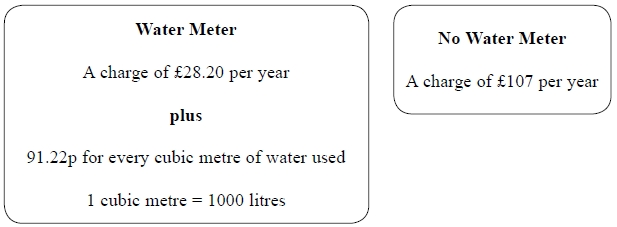 Water Meter
A charge of £28.20 per year
plus
91.22p for every cubic metre of water used
1 cubic metre = 1000 litres
No Water Meter
A charge of £107 per year